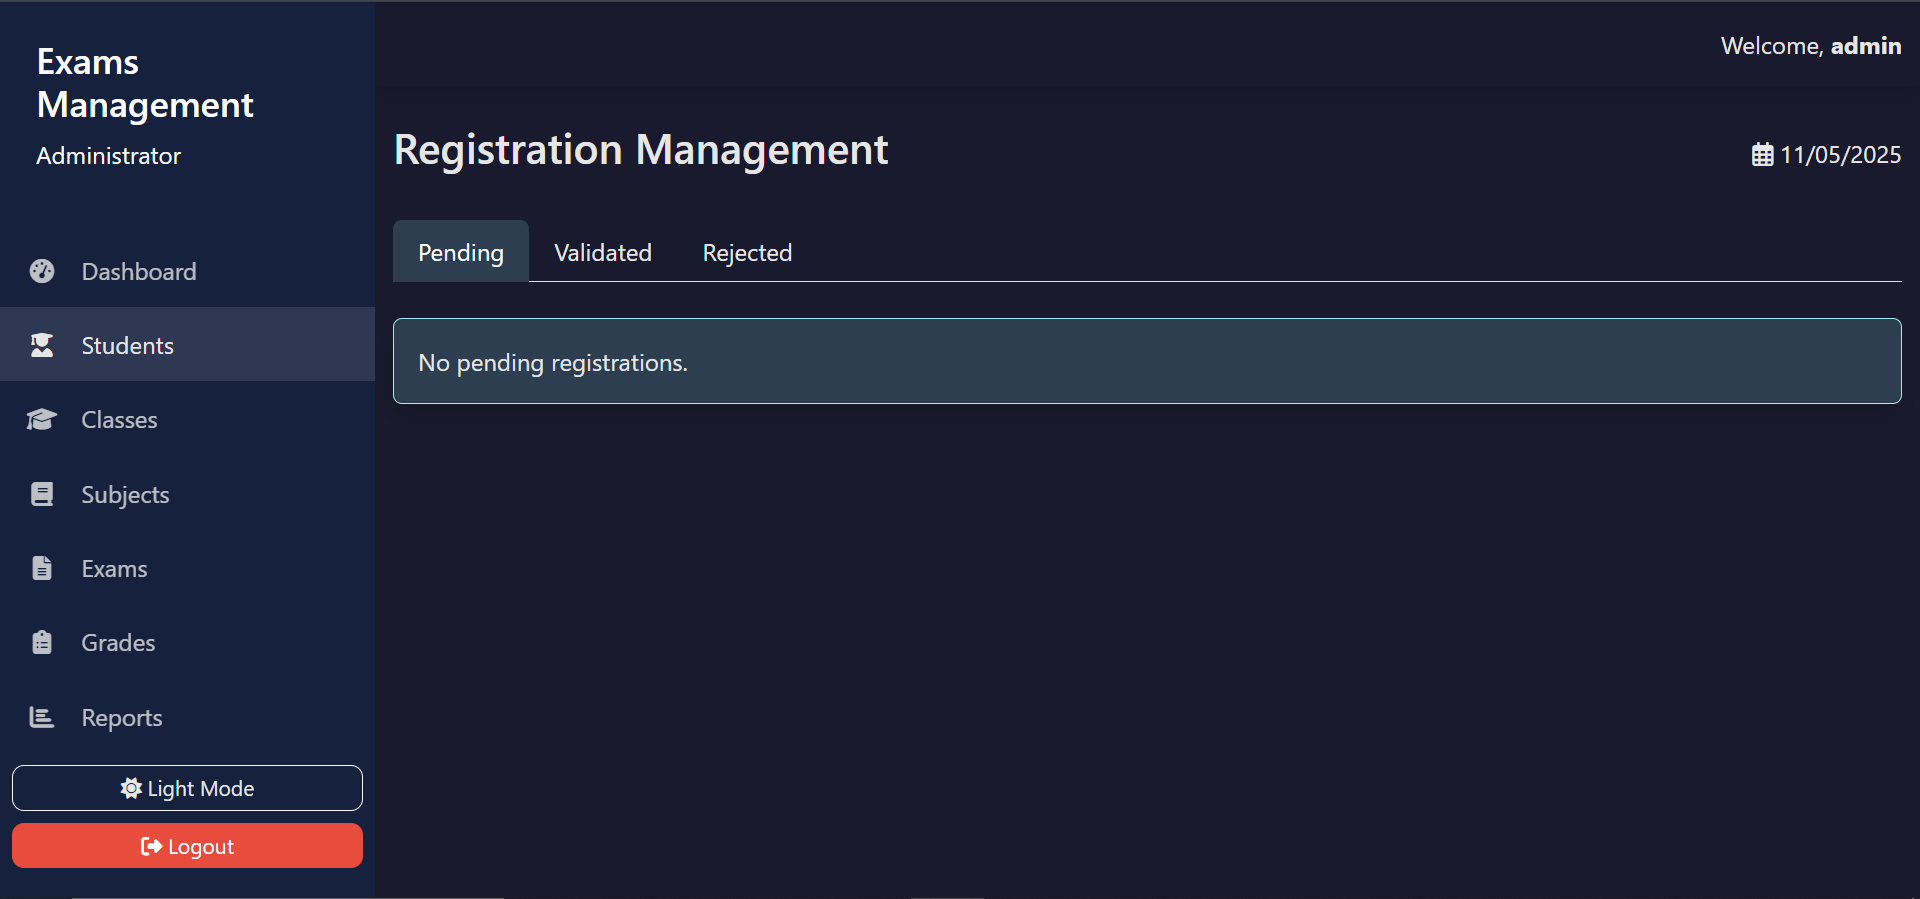 Exams
Management
Administrator
Dashboard
Students
Classes
Subjects
Exams
Grades
Reports
Light Mode
Logout
Welcome, admin
Registration Management
11/05/2025
Pending
Validated
Rejected
No pending registrations.